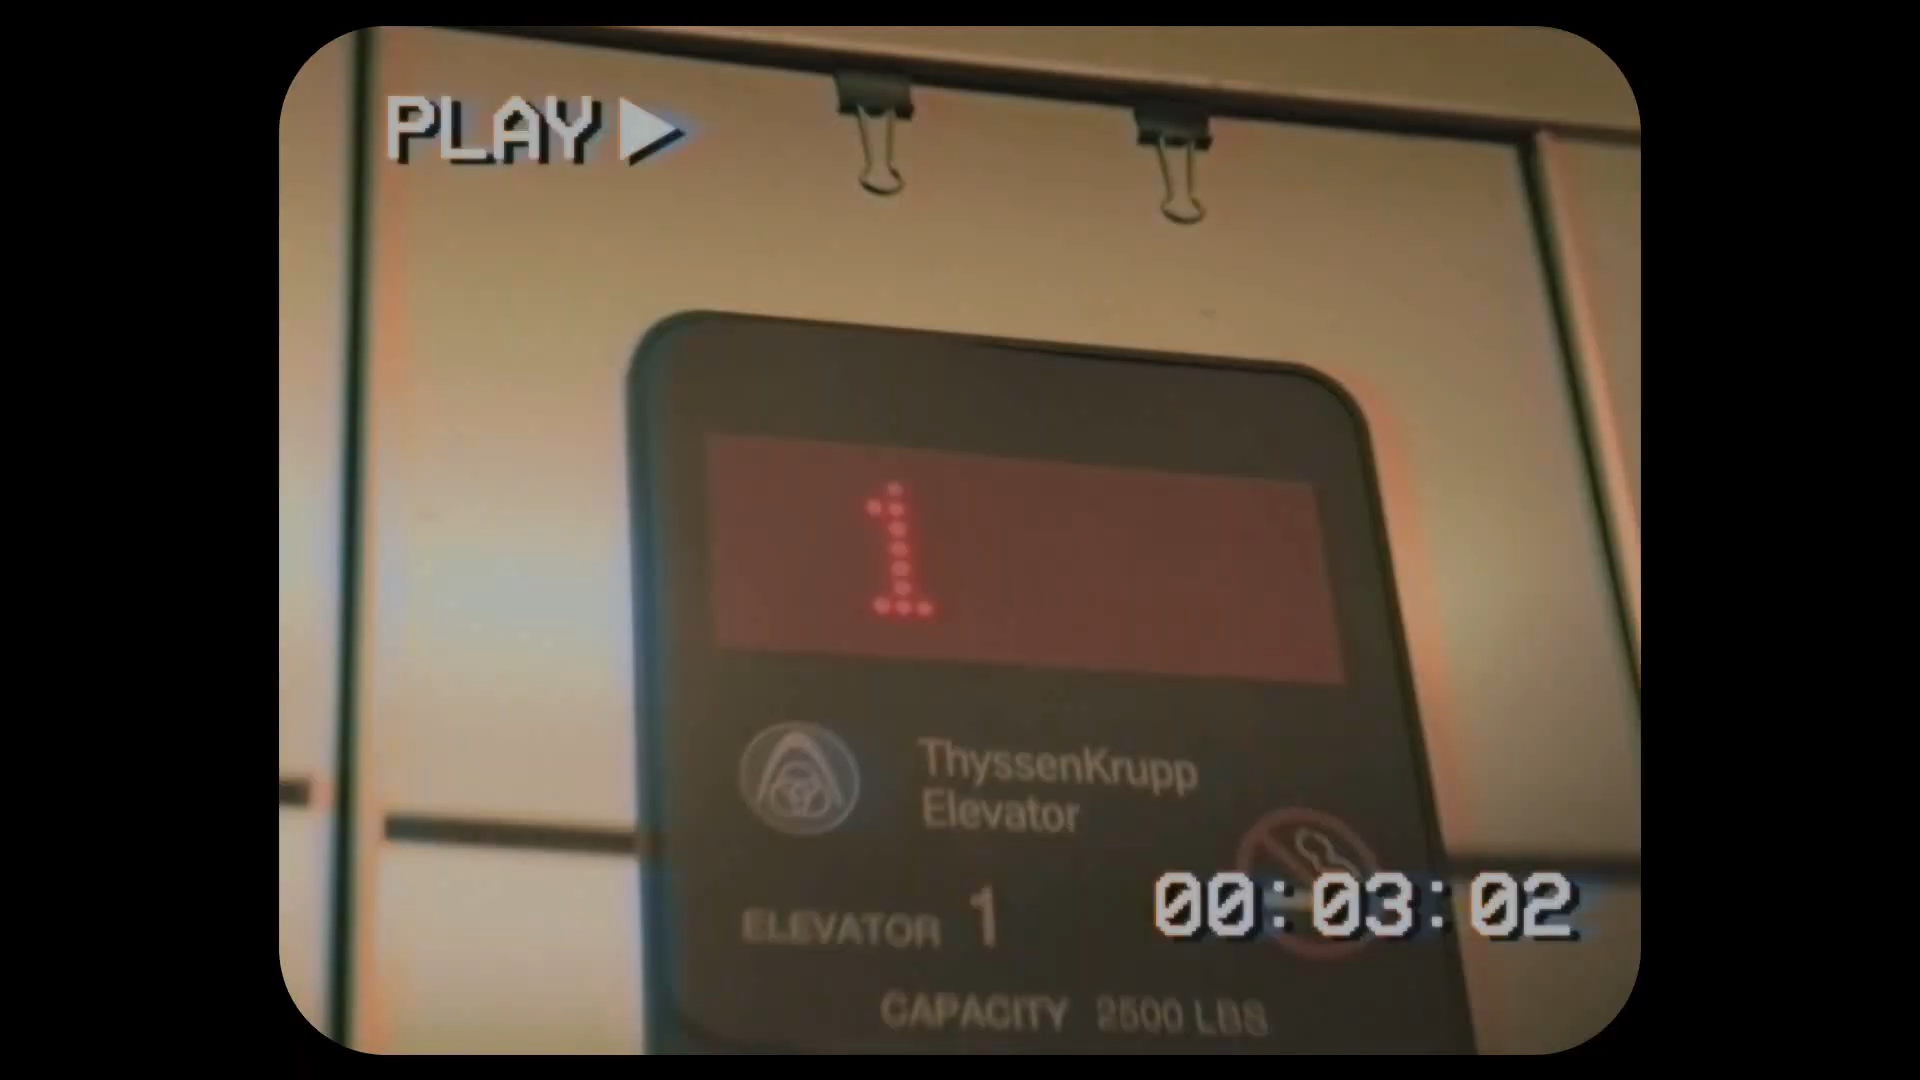 PLAY
1
ThyssenKrupp
Elevator
ELEVATOR 1
00:03:02
CAPACITY 2500 LBS